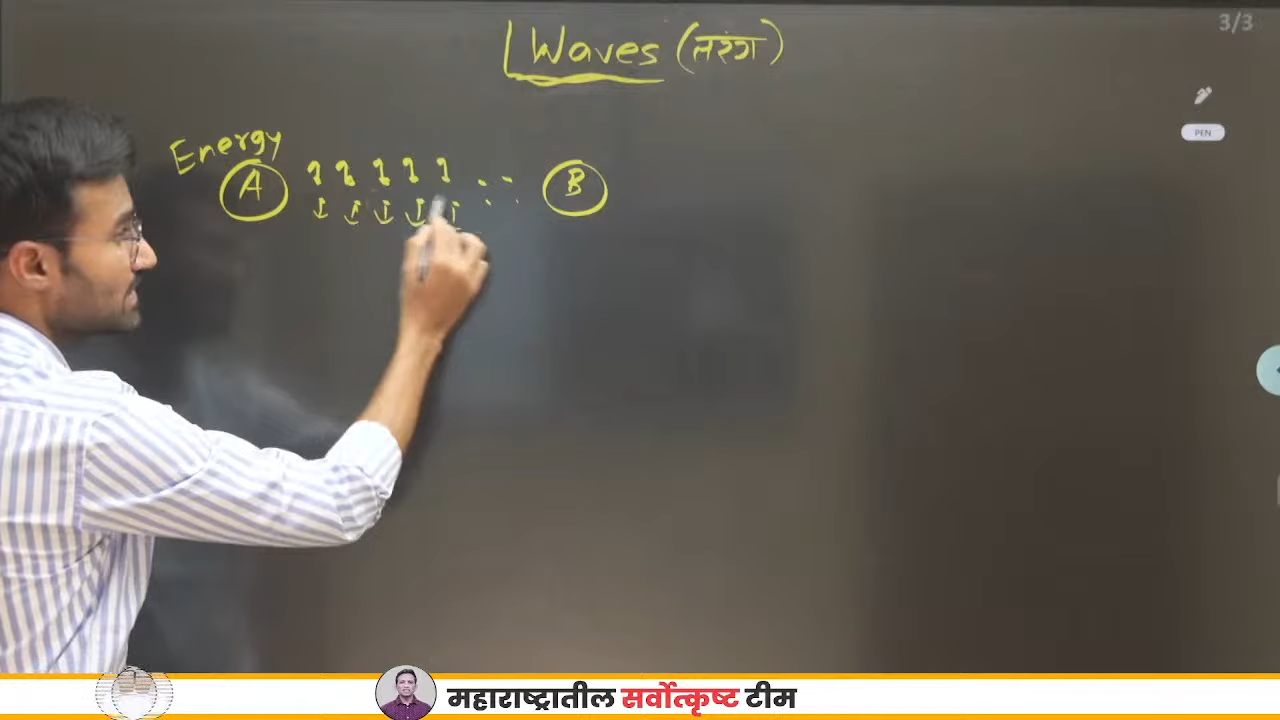 3/3
Waves (तरंग)
PEN
Energy
A
B
महाराष्ट्रातील सर्वोत्कृष्ट टीम